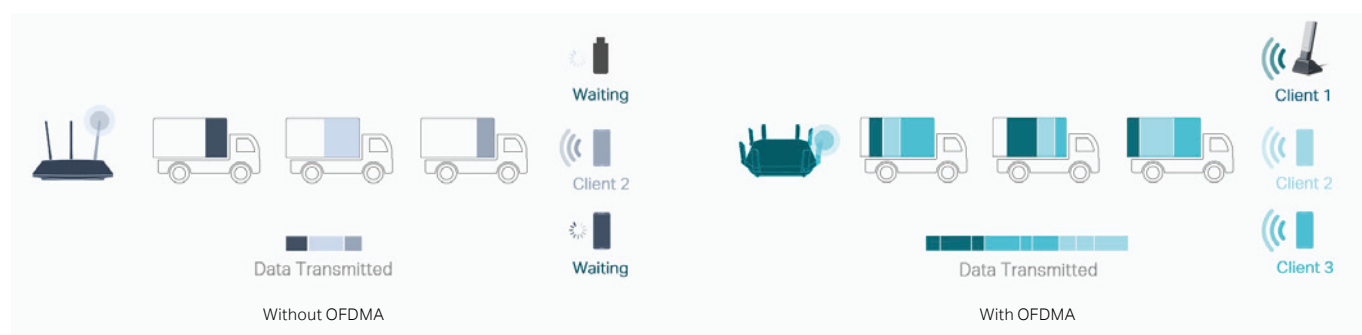 Waiting
Client 2
Waiting
Data Transmitted
Without OFDMA
Client 1
Client 2
Client 3
Data Transmitted
With OFDMA